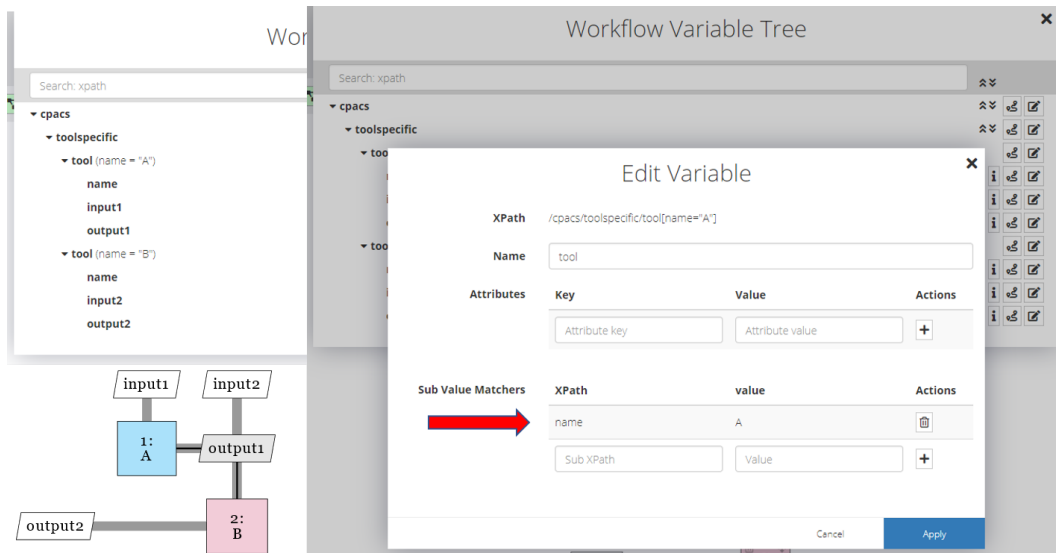 Wor
Search: xpath
cpacs
toolspecific
tool (name = "A")
name
input1
output1
tool (name = "B")
name
input2
output2
input1
input2
1:
A
output1
output2
2:
B
Workflow Variable Tree
Search: xpath
cpacs
toolspecific
too
too
Edit Variable
XPath /cpacs/toolspecific/tool[name="A"]
Name tool
Attributes Key Value Actions
Attribute key Attribute value
Sub Value Matchers XPath value Actions
name A
Sub XPath Value
Cancel Apply